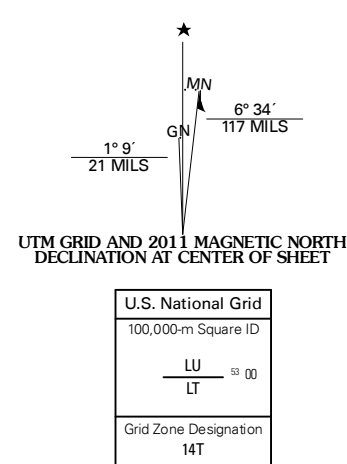 MN
GN
6° 34´
117 MILS
1° 9´
21 MILS
UTM GRID AND 2011 MAGNETIC NORTH
DECLINATION AT CENTER OF SHEET
U.S. National Grid
100,000-m Square ID
LU
53 00
LT
Grid Zone Designation
14T